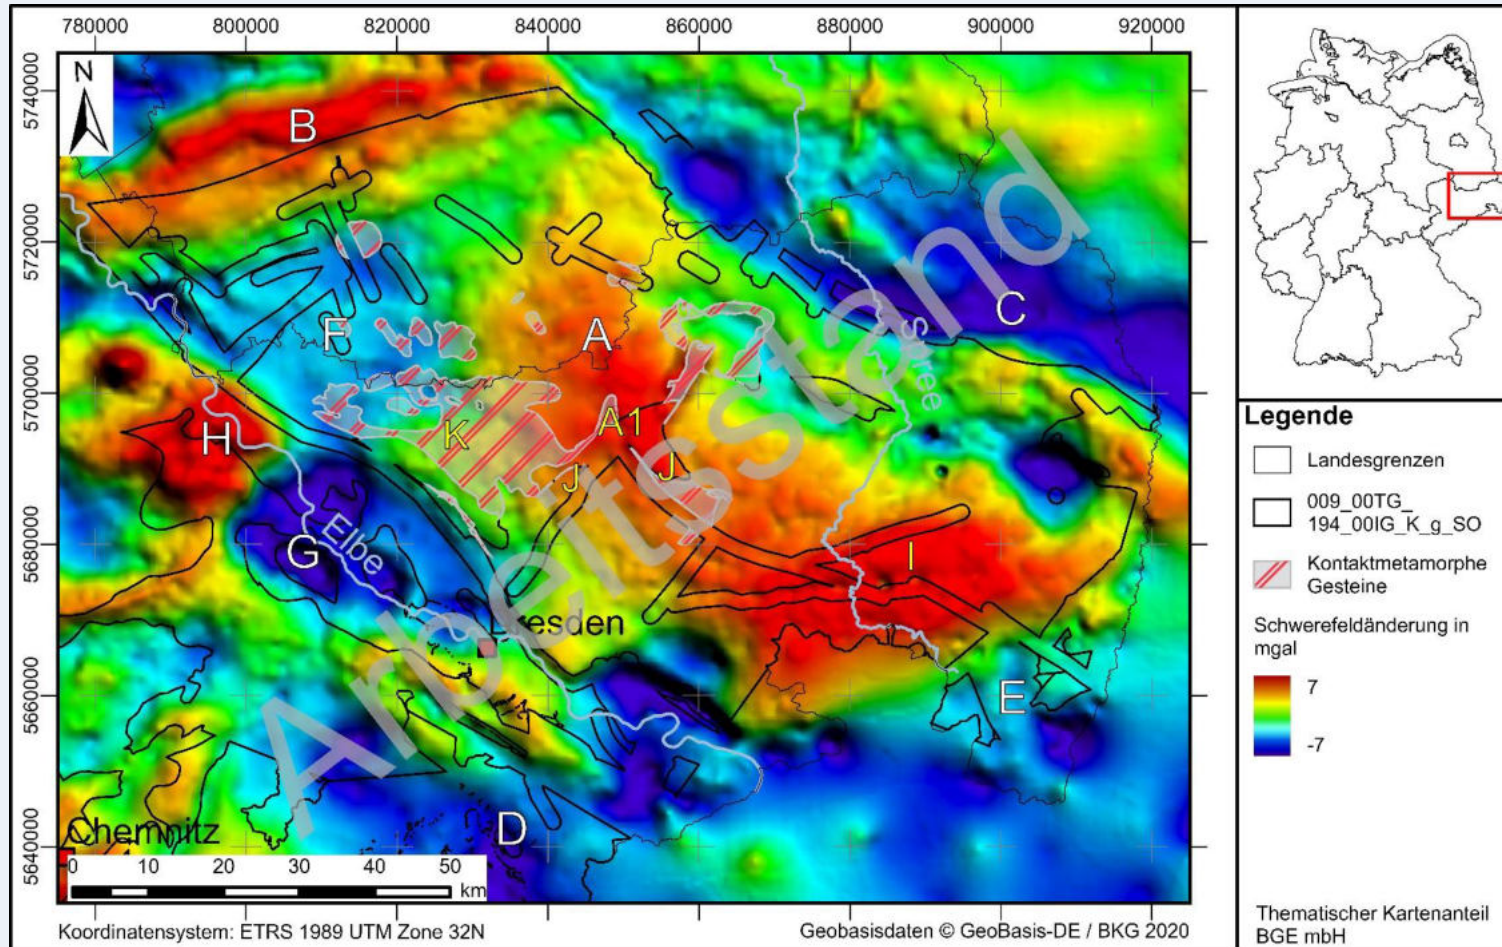 780000 800000 820000 840000 860000 880000 900000 920000
5740000
5720000
5700000
5680000
5660000
5640000
N
B
C
F
A
A1
K
H
J
J
G
I
E
D
Spree
Elbe
Dresden
Chemnitz
Arbeitsstand
0 10 20 30 40 50
km
Koordinatensystem: ETRS 1989 UTM Zone 32N
Geobasisdaten © GeoBasis-DE / BKG 2020
Legende
Landesgrenzen
009_00TG_
194_00IG_K_g_SO
Kontaktmetamorphe
Gesteine
Schwerefeldänderung in
mgal
7
-7
Thematischer Kartenanteil
BGE mbH